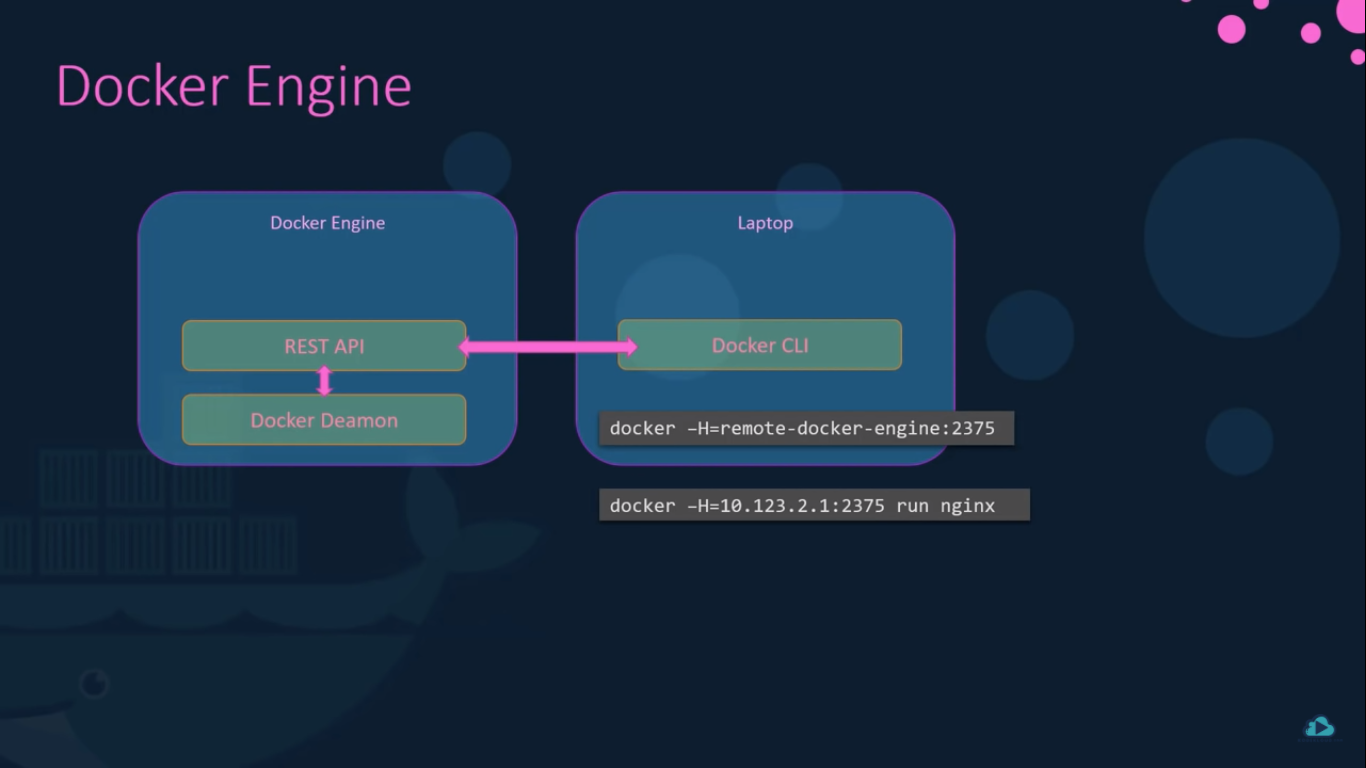 Docker Engine
Docker Engine
Laptop
REST API
Docker CLI
Docker Deamon
docker –H=remote-docker-engine:2375
docker –H=10.123.2.1:2375 run nginx